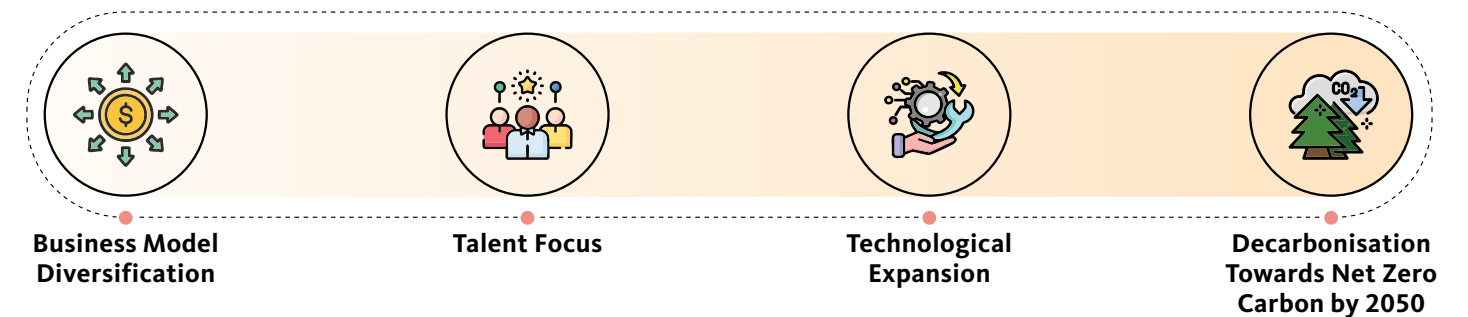 $
CO2
Business Model
Diversification
Talent Focus
Technological
Expansion
Decarbonisation
Towards Net Zero
Carbon by 2050